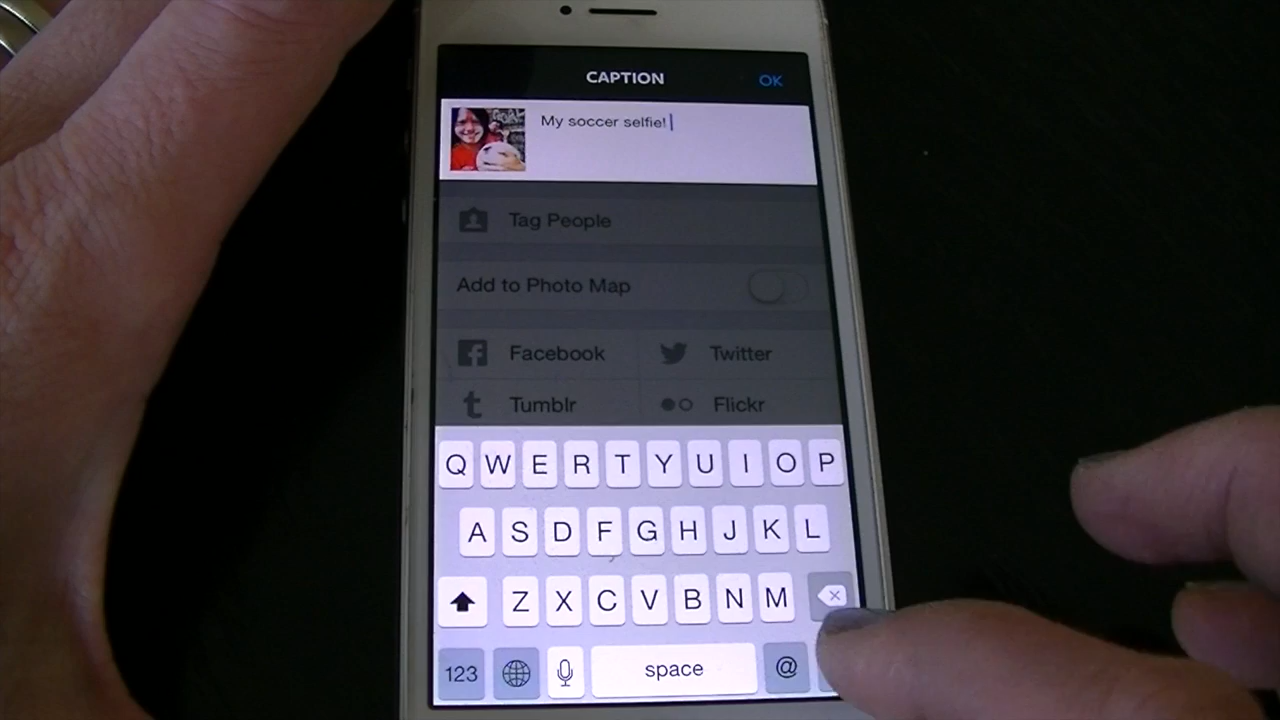 CAPTION OK
My soccer selfie!
Tag People
Add to Photo Map
Facebook Twitter
Tumblr Flickr
Q W E R T Y U I O P
A S D F G H J K L
Z X C V B N M
123 space @